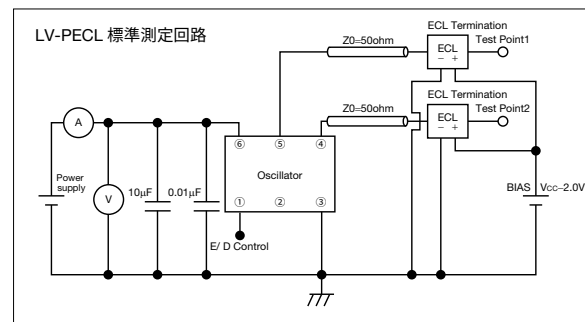 LV-PECL 標準測定回路
ECL Termination
Z0=50ohm
ECL
− +
Test Point1
ECL Termination
Z0=50ohm
ECL
− +
Test Point2
A
⑥
⑤
④
Power
supply
V
10μF
0.01μF
Oscillator
①
②
③
BIAS
Vcc−2.0V
E/ D Control